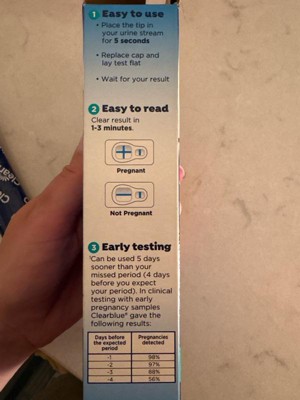 1 Easy to use
• Place the tip in
your urine stream
for 5 seconds
• Replace cap and
lay test flat
• Wait for your result
2 Easy to read
Clear result in
1-3 minutes.
Pregnant
Not Pregnant
3 Early testing
¹Can be used 5 days
sooner than your
missed period (4 days
before you expect
your period). In clinical
testing with early
pregnancy samples
Clearblue® gave the
following results:
Days before the expected period Pregnancies detected
-1 98%
-2 97%
-3 88%
-4 56%